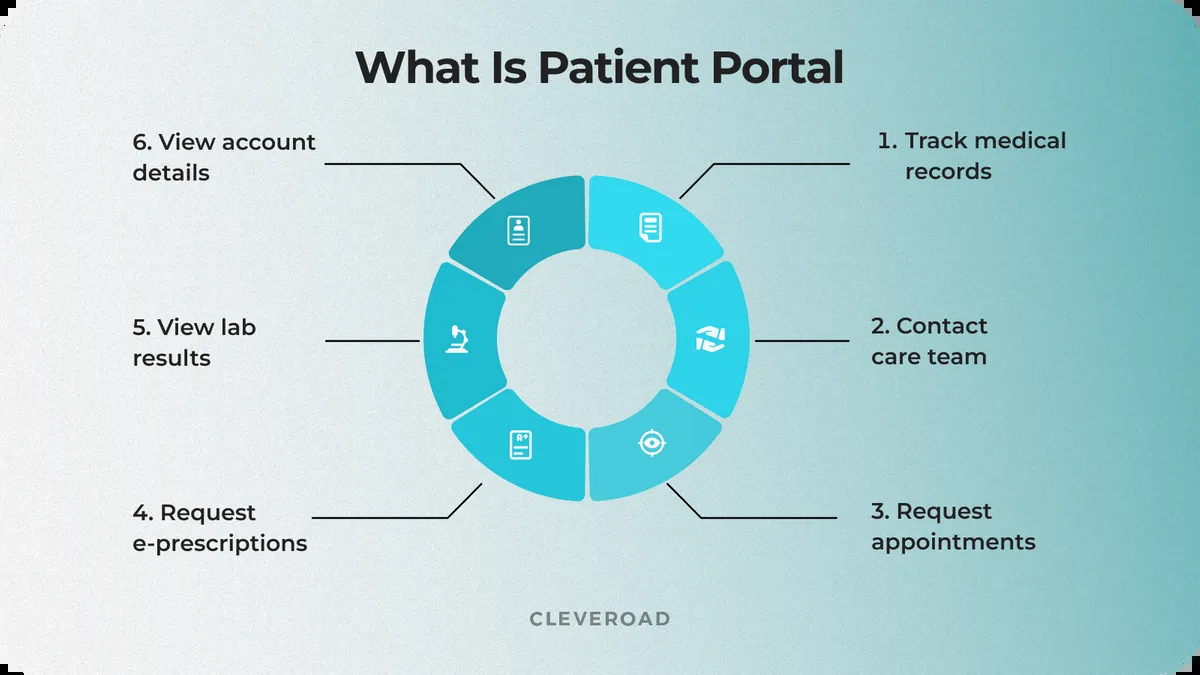 What Is Patient Portal
1. Track medical
records
2. Contact
care team
3. Request
appointments
4. Request
e-prescriptions
5. View lab
results
6. View account
details
A+
CLEVEROAD